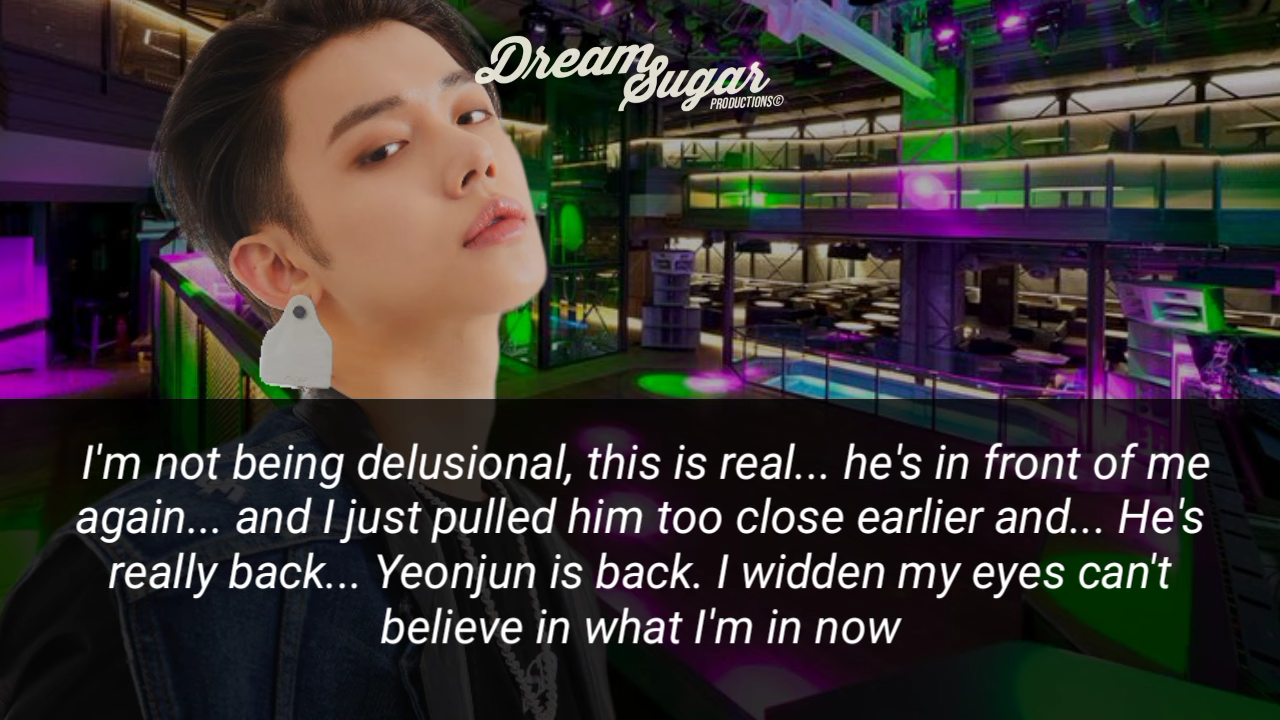 Dream
Sugar
PRODUCTIONS©
I'm not being delusional, this is real... he's in front of me
again... and I just pulled him too close earlier and... He's
really back... Yeonjun is back. I widden my eyes can't
believe in what I'm in now